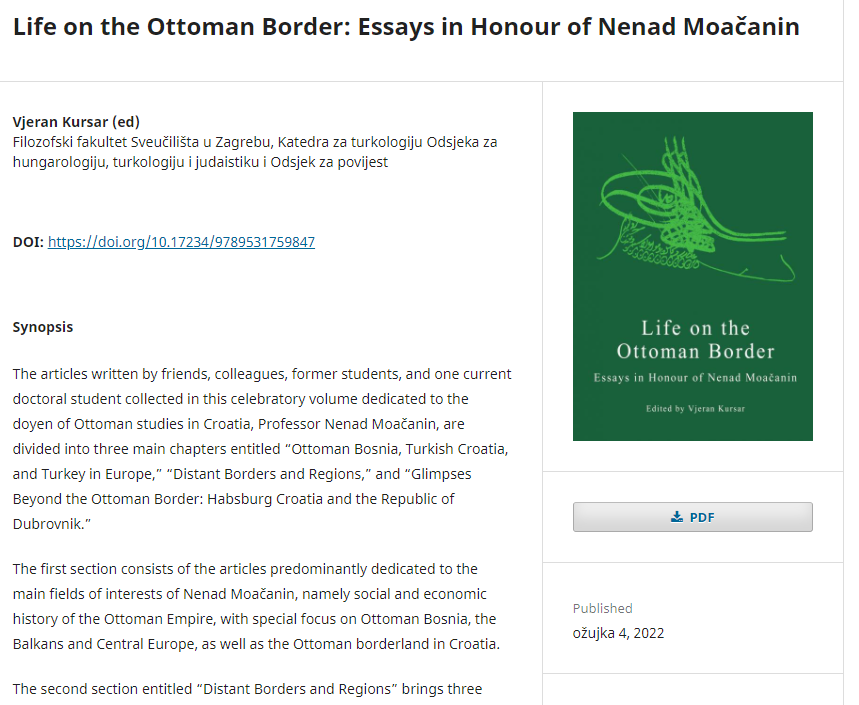 Life on the Ottoman Border: Essays in Honour of Nenad Moačanin
Vjeran Kursar (ed)
Filozofski fakultet Sveučilišta u Zagrebu, Katedra za turkologiju Odsjeka za
hungarologiju, turkologiju i judaistiku i Odsjek za povijest
DOI: https://doi.org/10.17234/9789531759847
Synopsis
The articles written by friends, colleagues, former students, and one current
doctoral student collected in this celebratory volume dedicated to the
doyen of Ottoman studies in Croatia, Professor Nenad Moačanin, are
divided into three main chapters entitled “Ottoman Bosnia, Turkish Croatia,
and Turkey in Europe,” “Distant Borders and Regions,” and “Glimpses
Beyond the Ottoman Border: Habsburg Croatia and the Republic of
Dubrovnik.”
The first section consists of the articles predominantly dedicated to the
main fields of interests of Nenad Moačanin, namely social and economic
history of the Ottoman Empire, with special focus on Ottoman Bosnia, the
Balkans and Central Europe, as well as the Ottoman borderland in Croatia.
The second section entitled “Distant Borders and Regions” brings three
Life on the
Ottoman Border
Essays in Honour of Nenad Moačanin
Edited by Vjeran Kursar
PDF
Published
ožujka 4, 2022